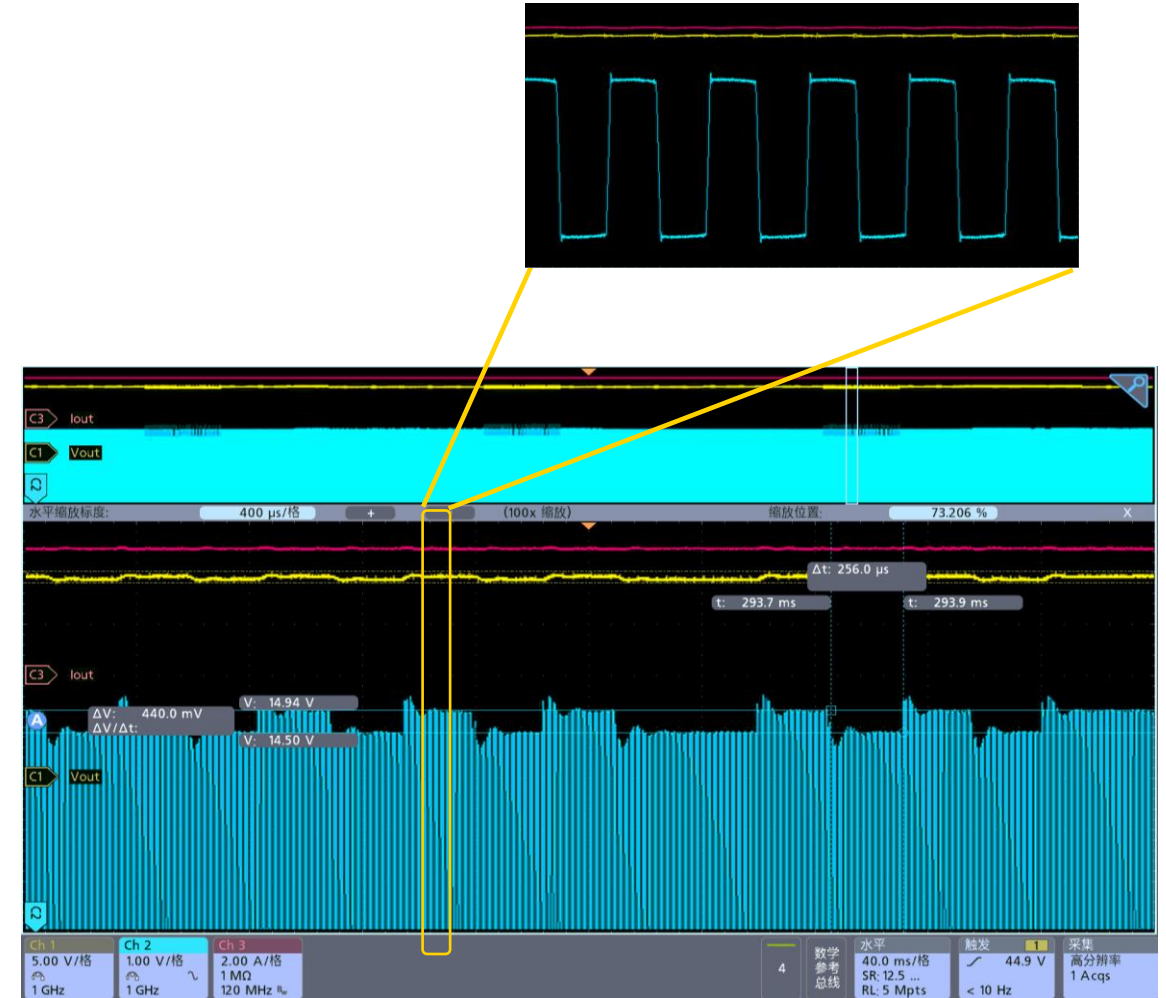 C3 Iout
C1 Vout
水平缩放标度: 400 µs/格 + (100x 缩放) 缩放位置: 73.206 % X
Δt: 256.0 µs
t: 293.7 ms t: 293.9 ms
C3 Iout
V: 14.94 V
A ΔV: 440.0 mV
ΔV/Δt:
V: 14.50 V
C1 Vout
Ch 1 Ch 2 Ch 3 水平 触发 1 采集
5.00 V/格 1.00 V/格 2.00 A/格 4 数学 40.0 ms/格 44.9 V 高分辨率
1 MΩ 参考 SR: 12.5 ... 1 Acqs
1 GHz 1 GHz 120 MHz 总线 RL: 5 Mpts < 10 Hz